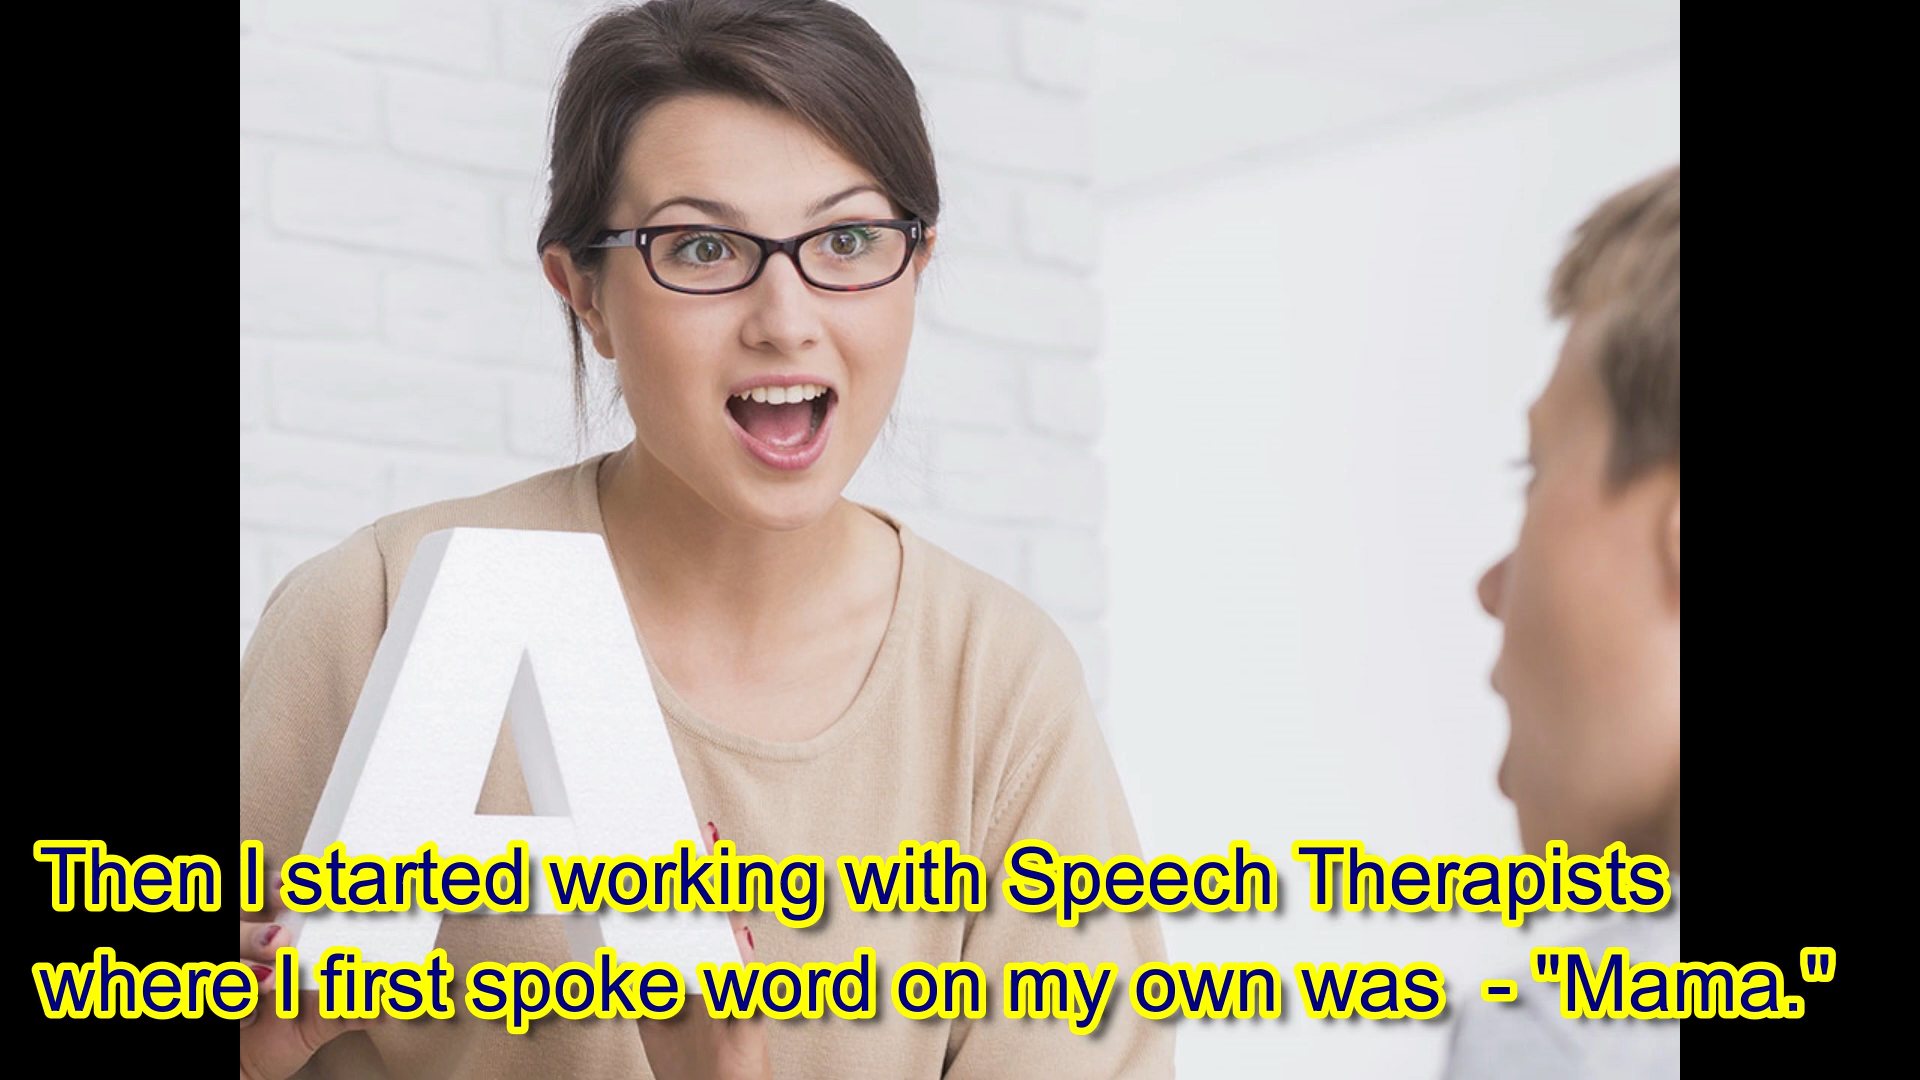 A
Then I started working with Speech Therapists
where I first spoke word on my own was  - "Mama."